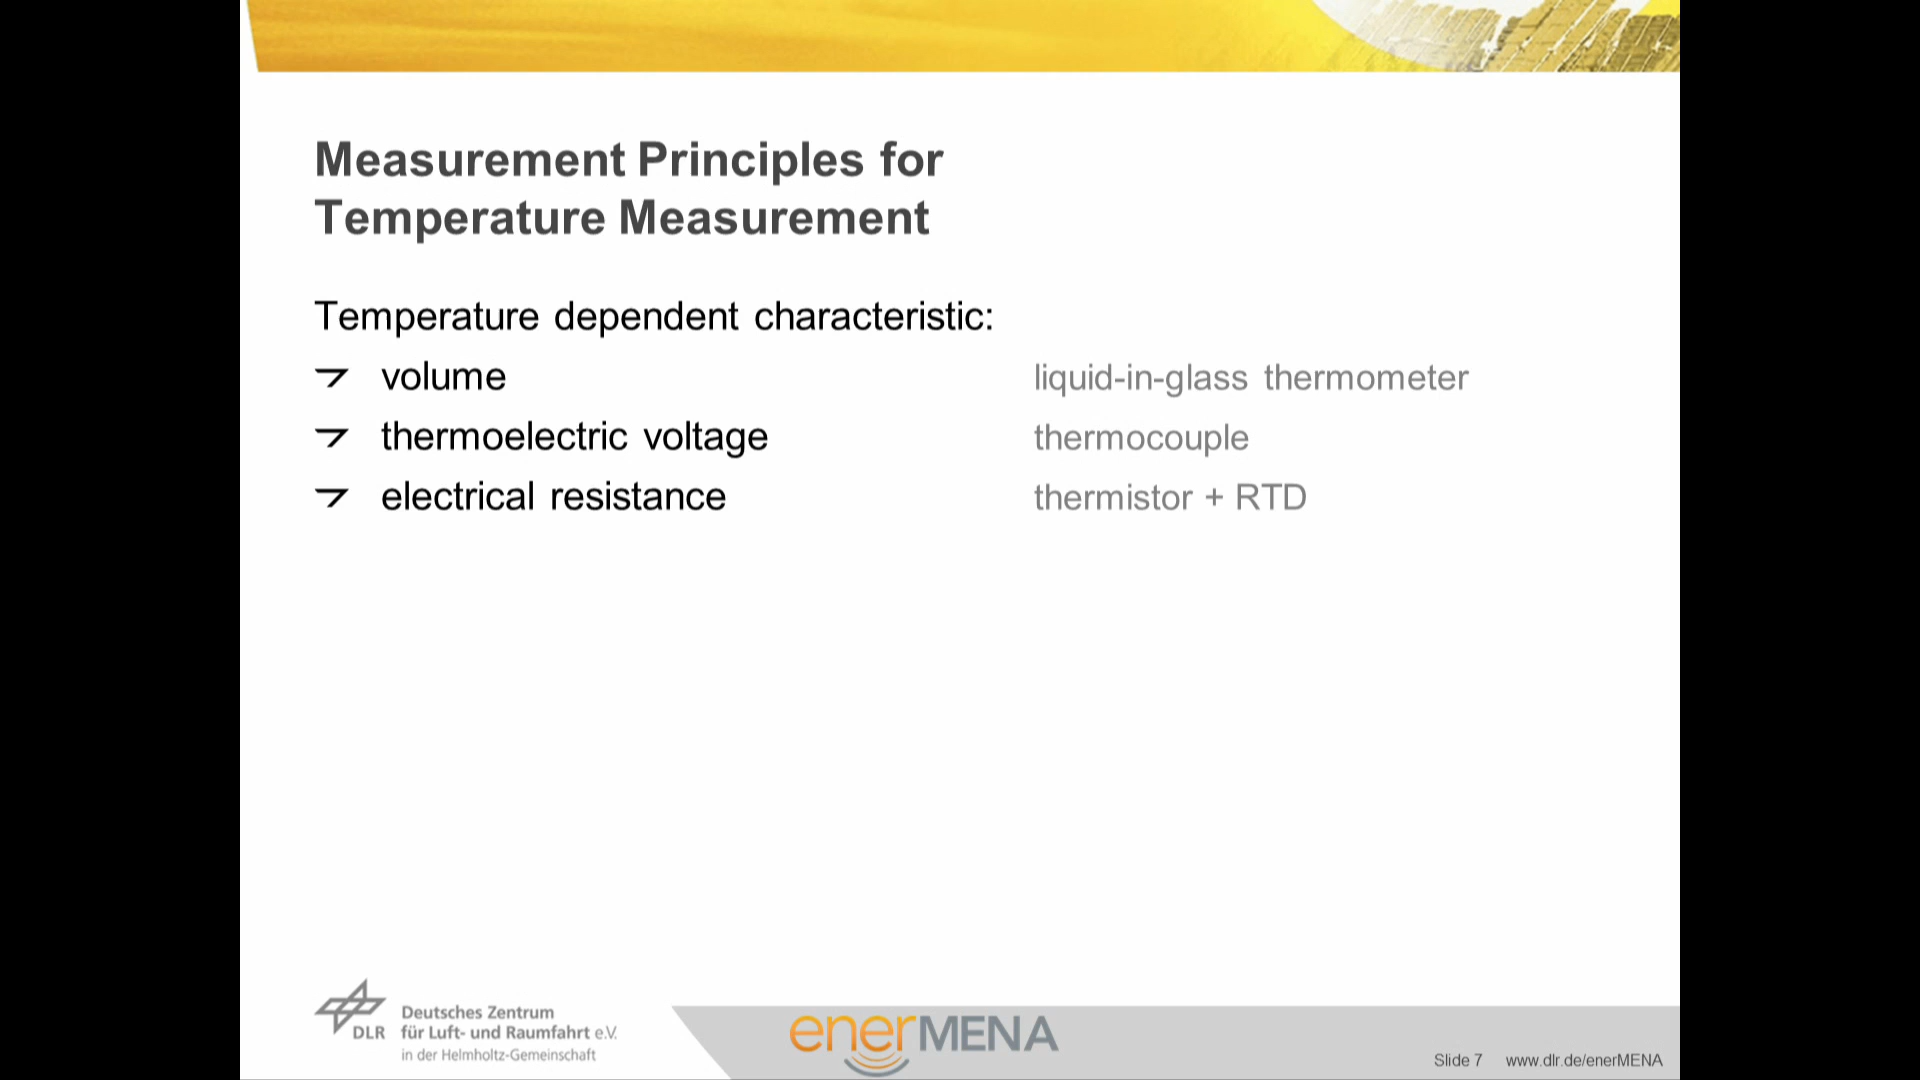 Measurement Principles for
Temperature Measurement
Temperature dependent characteristic:
volume liquid-in-glass thermometer
thermoelectric voltage thermocouple
electrical resistance thermistor + RTD
DLR
Deutsches Zentrum
für Luft- und Raumfahrt e.V.
in der Helmholtz-Gemeinschaft
enerMENA
Slide 7 www.dlr.de/enerMENA